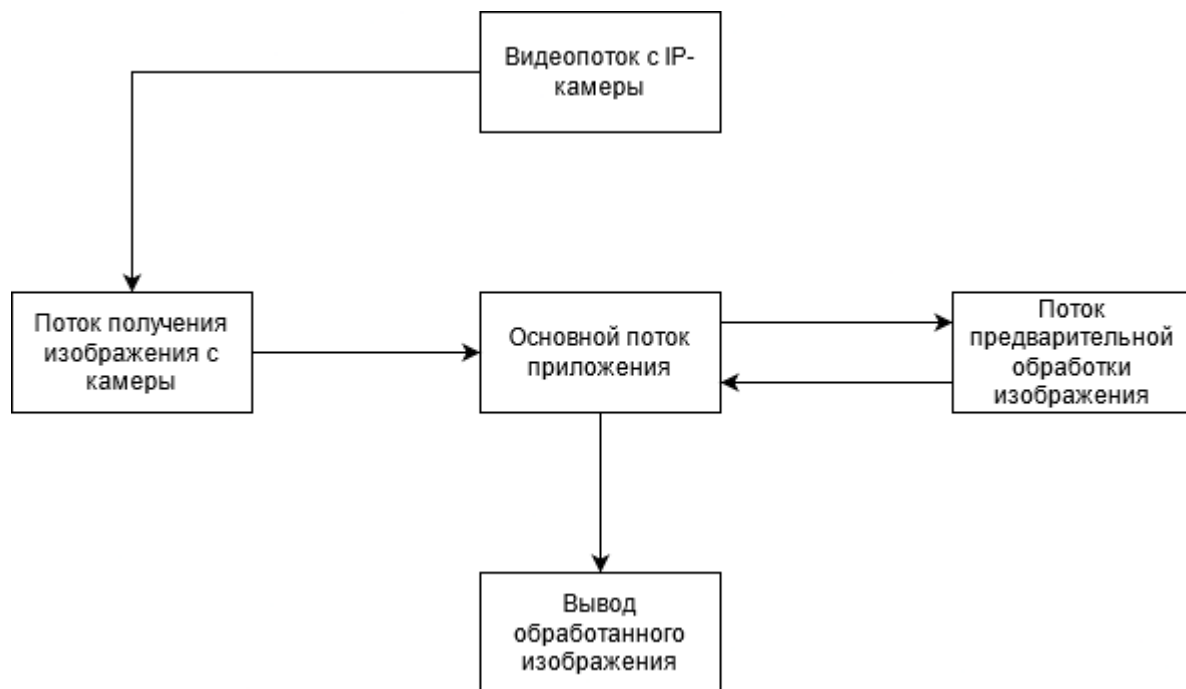 Видеопоток с IP-
камеры
Поток получения
изображения с
камеры
Основной поток
приложения
Поток
предварительной
обработки
изображения
Вывод
обработанного
изображения